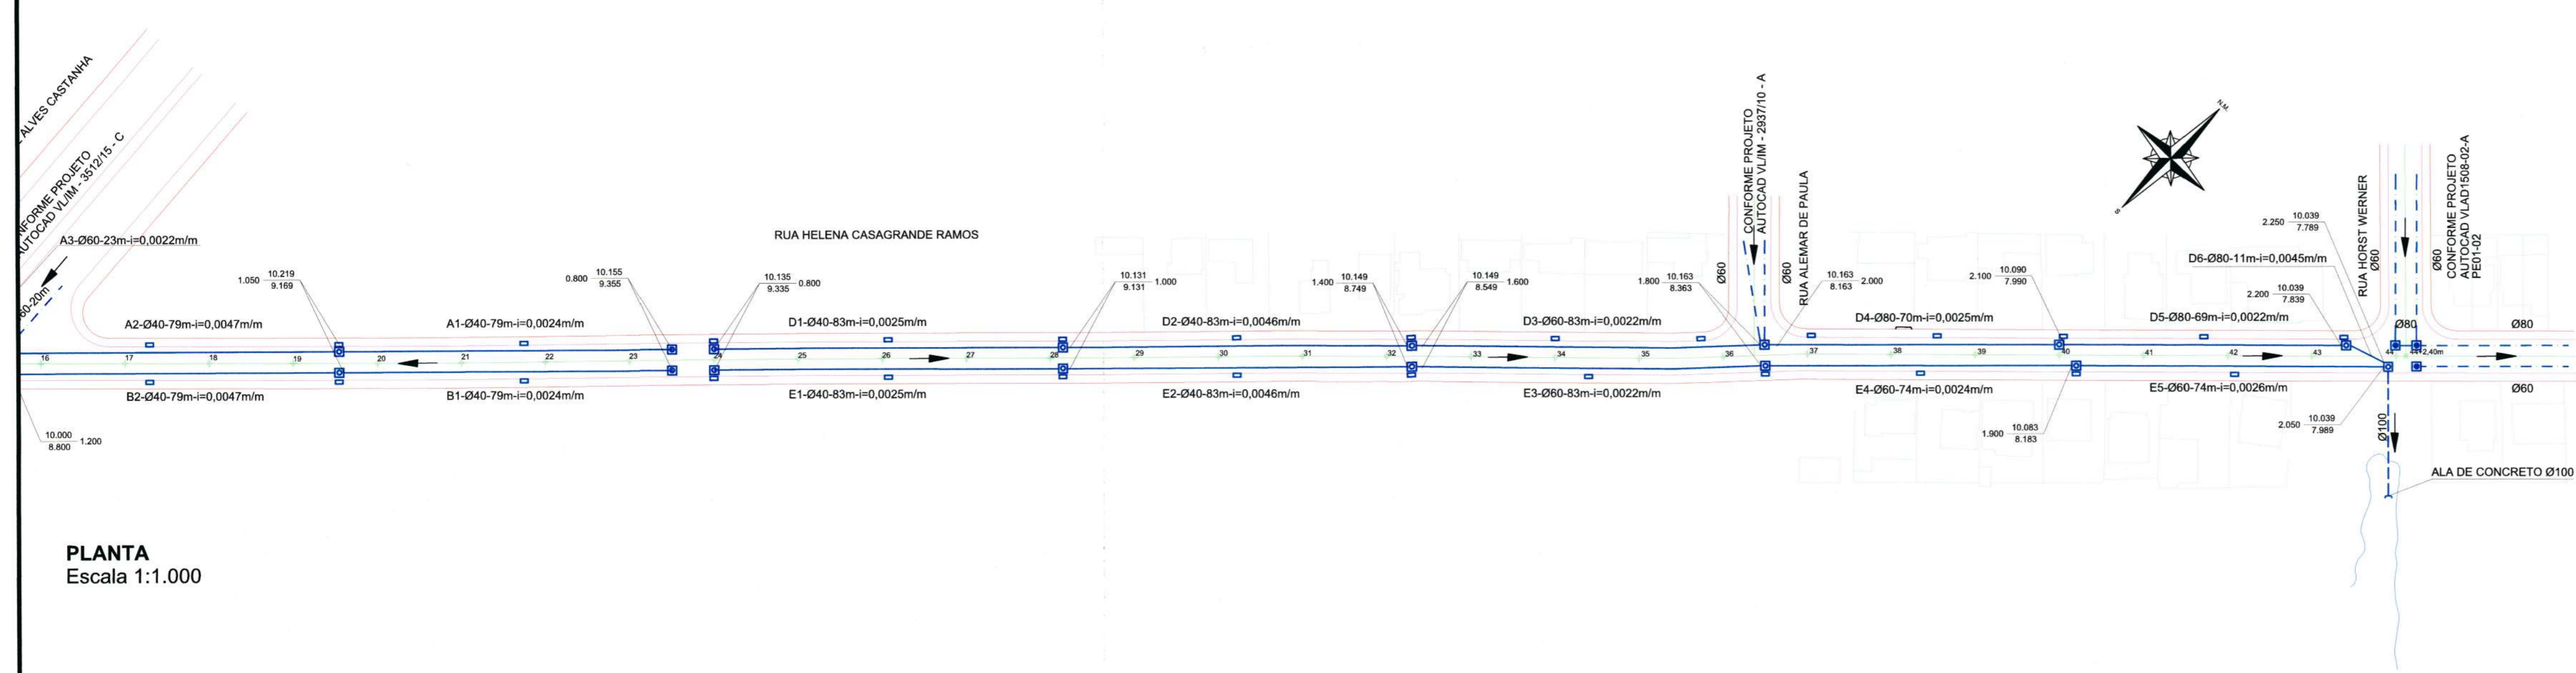 ALVES CASTANHA
NFORME PROJETO
AUTOCAD VL/IM - 3512/15 - C
A3-Ø60-23m-i=0,0022m/m
60-20m
RUA HELENA CASAGRANDE RAMOS
1.050 10.219
9.169
0.800 10.155
9.355
10.135
9.335 0.800
10.131
9.131 1.000
1.400 10.149
8.749
10.149
8.549 1.600
1.800 10.163
8.363
10.163
8.163 2.000
2.100 10.090
7.990
2.250 10.039
7.789
2.200 10.039
7.839
D6-Ø80-11m-i=0,0045m/m
CONFORME PROJETO
AUTOCAD VL/IM - 2937/10 - A
Ø60
Ø60
RUA ALEMAR DE PAULA
RUA HORST WERNER
Ø60
Ø60
CONFORME PROJETO
AUTOCAD VLAD1508-02-A
PE01-02
N.M.
S
A2-Ø40-79m-i=0,0047m/m
A1-Ø40-79m-i=0,0024m/m
D1-Ø40-83m-i=0,0025m/m
D2-Ø40-83m-i=0,0046m/m
D3-Ø60-83m-i=0,0022m/m
D4-Ø80-70m-i=0,0025m/m
D5-Ø80-69m-i=0,0022m/m
Ø80
Ø80
16 17 18 19 20 21 22 23 24 25 26 27 28 29 30 31 32 33 34 35 36 37 38 39 40 41 42 43 44 44+2,40m
B2-Ø40-79m-i=0,0047m/m
B1-Ø40-79m-i=0,0024m/m
E1-Ø40-83m-i=0,0025m/m
E2-Ø40-83m-i=0,0046m/m
E3-Ø60-83m-i=0,0022m/m
E4-Ø60-74m-i=0,0024m/m
E5-Ø60-74m-i=0,0026m/m
Ø60
10.000
8.800 1.200
1.900 10.083
8.183
2.050 10.039
7.989
Ø100
ALA DE CONCRETO Ø100
PLANTA
Escala 1:1.000